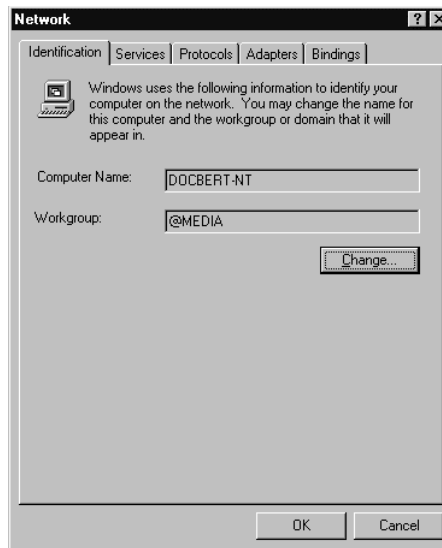 Network
Identification Services Protocols Adapters Bindings
Windows uses the following information to identify your
computer on the network. You may change the name for
this computer and the workgroup or domain that it will
appear in.
Computer Name: DOCBERT-NT
Workgroup: @MEDIA
Change...
OK Cancel